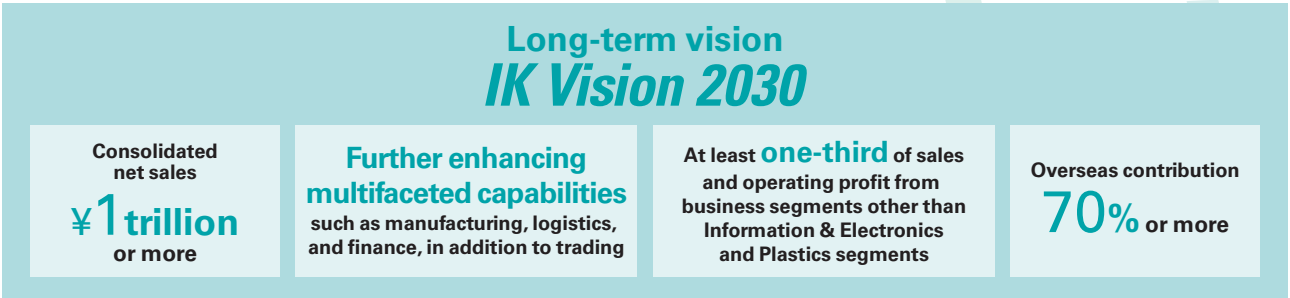 Long-term vision
IK Vision 2030
Consolidated
net sales
¥1 trillion
or more
Further enhancing
multifaceted capabilities
such as manufacturing, logistics,
and finance, in addition to trading
At least one-third of sales
and operating profit from
business segments other than
Information & Electronics
and Plastics segments
Overseas contribution
70% or more